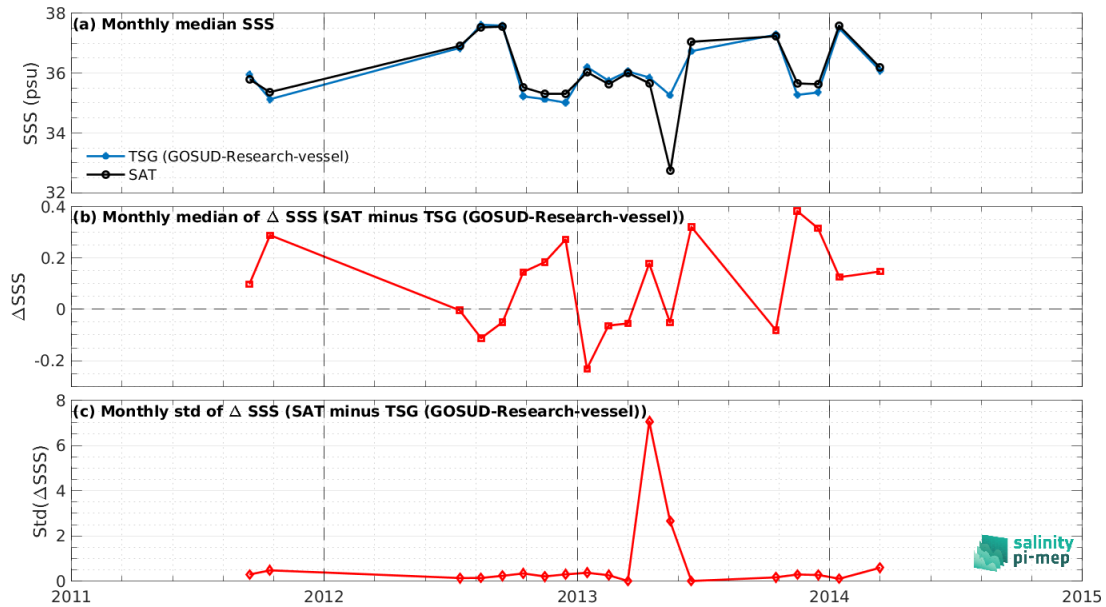 (a) Monthly median SSS
38
36
34
32
SSS (psu)
TSG (GOSUD-Research-vessel)
SAT
(b) Monthly median of Δ SSS (SAT minus TSG (GOSUD-Research-vessel))
0.4
0.2
0
-0.2
ΔSSS
(c) Monthly std of Δ SSS (SAT minus TSG (GOSUD-Research-vessel))
8
6
4
2
0
Std(ΔSSS)
salinity
pi-mep
2011 2012 2013 2014 2015